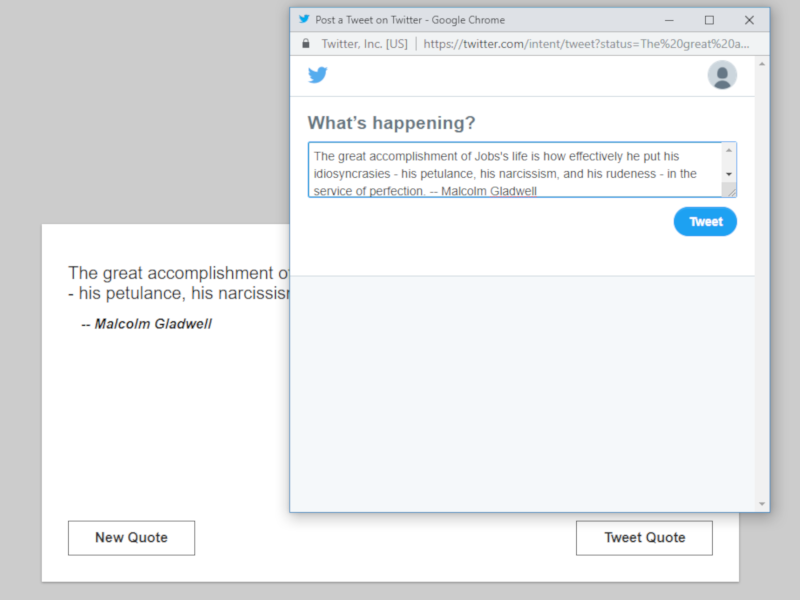 Post a Tweet on Twitter - Google Chrome
Twitter, Inc. [US] | https://twitter.com/intent/tweet?status=The%20great%20a...
What's happening?
The great accomplishment of Jobs's life is how effectively he put his
idiosyncrasies - his petulance, his narcissism, and his rudeness - in the
service of perfection. -- Malcolm Gladwell
Tweet
The great accomplishment
- his petulance, his
-- Malcolm Gladwell
New Quote
Tweet Quote